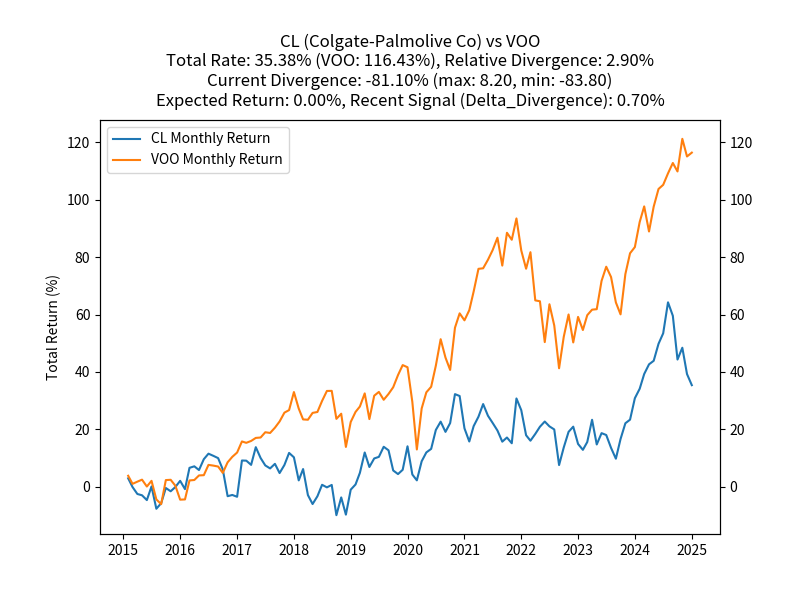 CL (Colgate-Palmolive Co) vs VOO
Total Rate: 35.38% (VOO: 116.43%), Relative Divergence: 2.90%
Current Divergence: -81.10% (max: 8.20, min: -83.80)
Expected Return: 0.00%, Recent Signal (Delta_Divergence): 0.70%
CL Monthly Return
VOO Monthly Return
Total Return (%)
120 120
100 100
80 80
60 60
40 40
20 20
0 0
2015 2016 2017 2018 2019 2020 2021 2022 2023 2024 2025